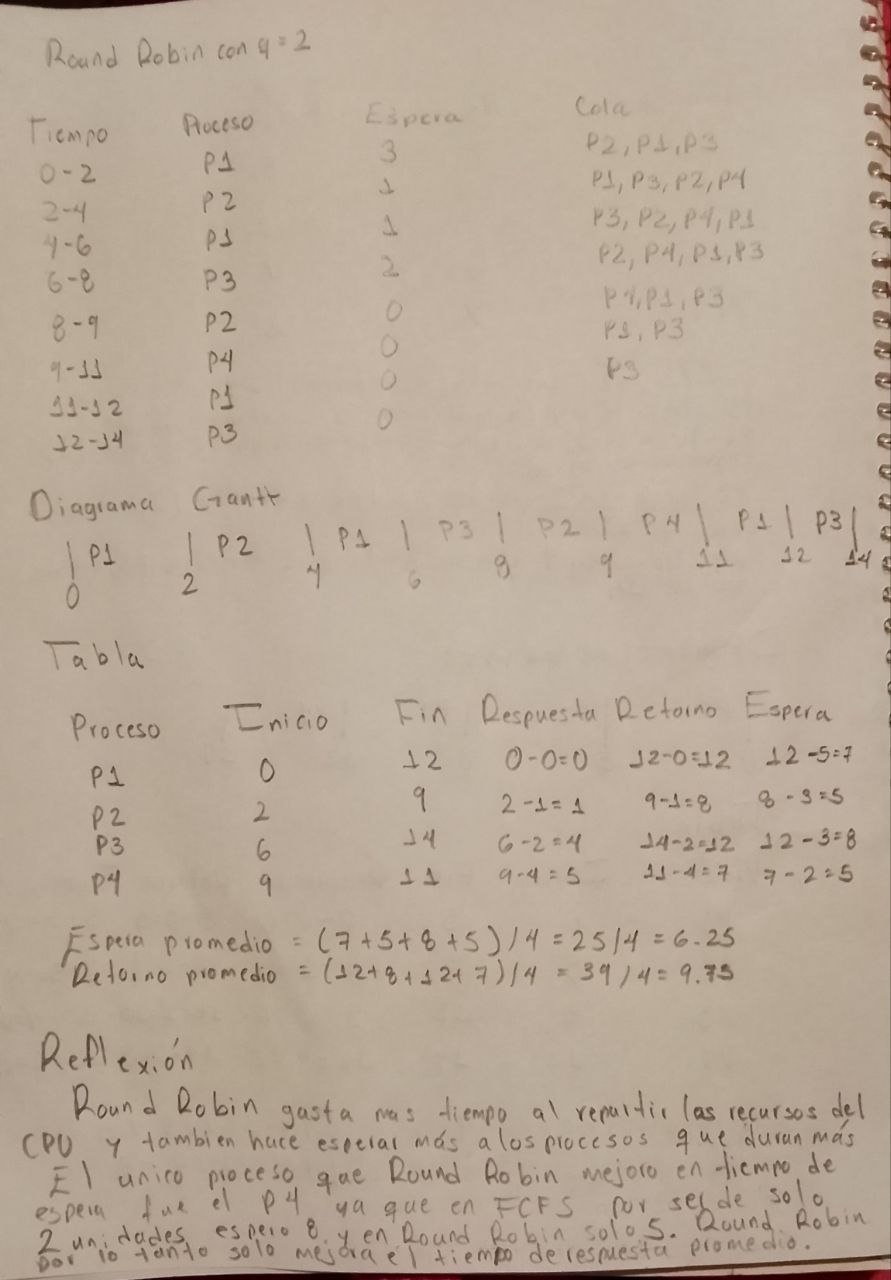 Round Robin con q=2
Tiempo Proceso Espera Cola
0-2 P1 3 P2, P1, P3
2-4 P2 1 P1, P3, P2, P4
4-6 P1 1 P3, P2, P4, P1
6-8 P3 2 P2, P4, P1, P3
8-9 P2 0 P4, P1, P3
9-11 P4 0 P1, P3
11-12 P1 0 P3
12-14 P3 0
Diagrama Gantt
| P1 | P2 | P1 | P3 | P2 | P4 | P1 | P3 |
0 2 4 6 8 9 11 12 14
Tabla
Proceso Inicio Fin Respuesta Retorno Espera
P1 0 12 0-0=0 12-0=12 12-5=7
P2 2 9 2-1=1 9-1=8 8-3=5
P3 6 14 6-2=4 14-2=12 12-3=8
P4 9 11 9-4=5 11-4=7 7-2=5
Espera promedio = (7+5+8+5)/4 = 25/4 = 6.25
Retorno promedio = (12+8+12+7)/4 = 39/4 = 9.75
Reflexión
Round Robin gasta mas tiempo al repartir las recursos del
CPU y tambien hace esperar más a los procesos que duran más
El unico proceso que Round Robin mejoro en tiempo de
espera fue el P4 ya que en FCFS por ser de solo
2 unidades espero 8 y en Round Robin solo 5. Round Robin
por lo tanto solo mejora el tiempo de respuesta promedio.